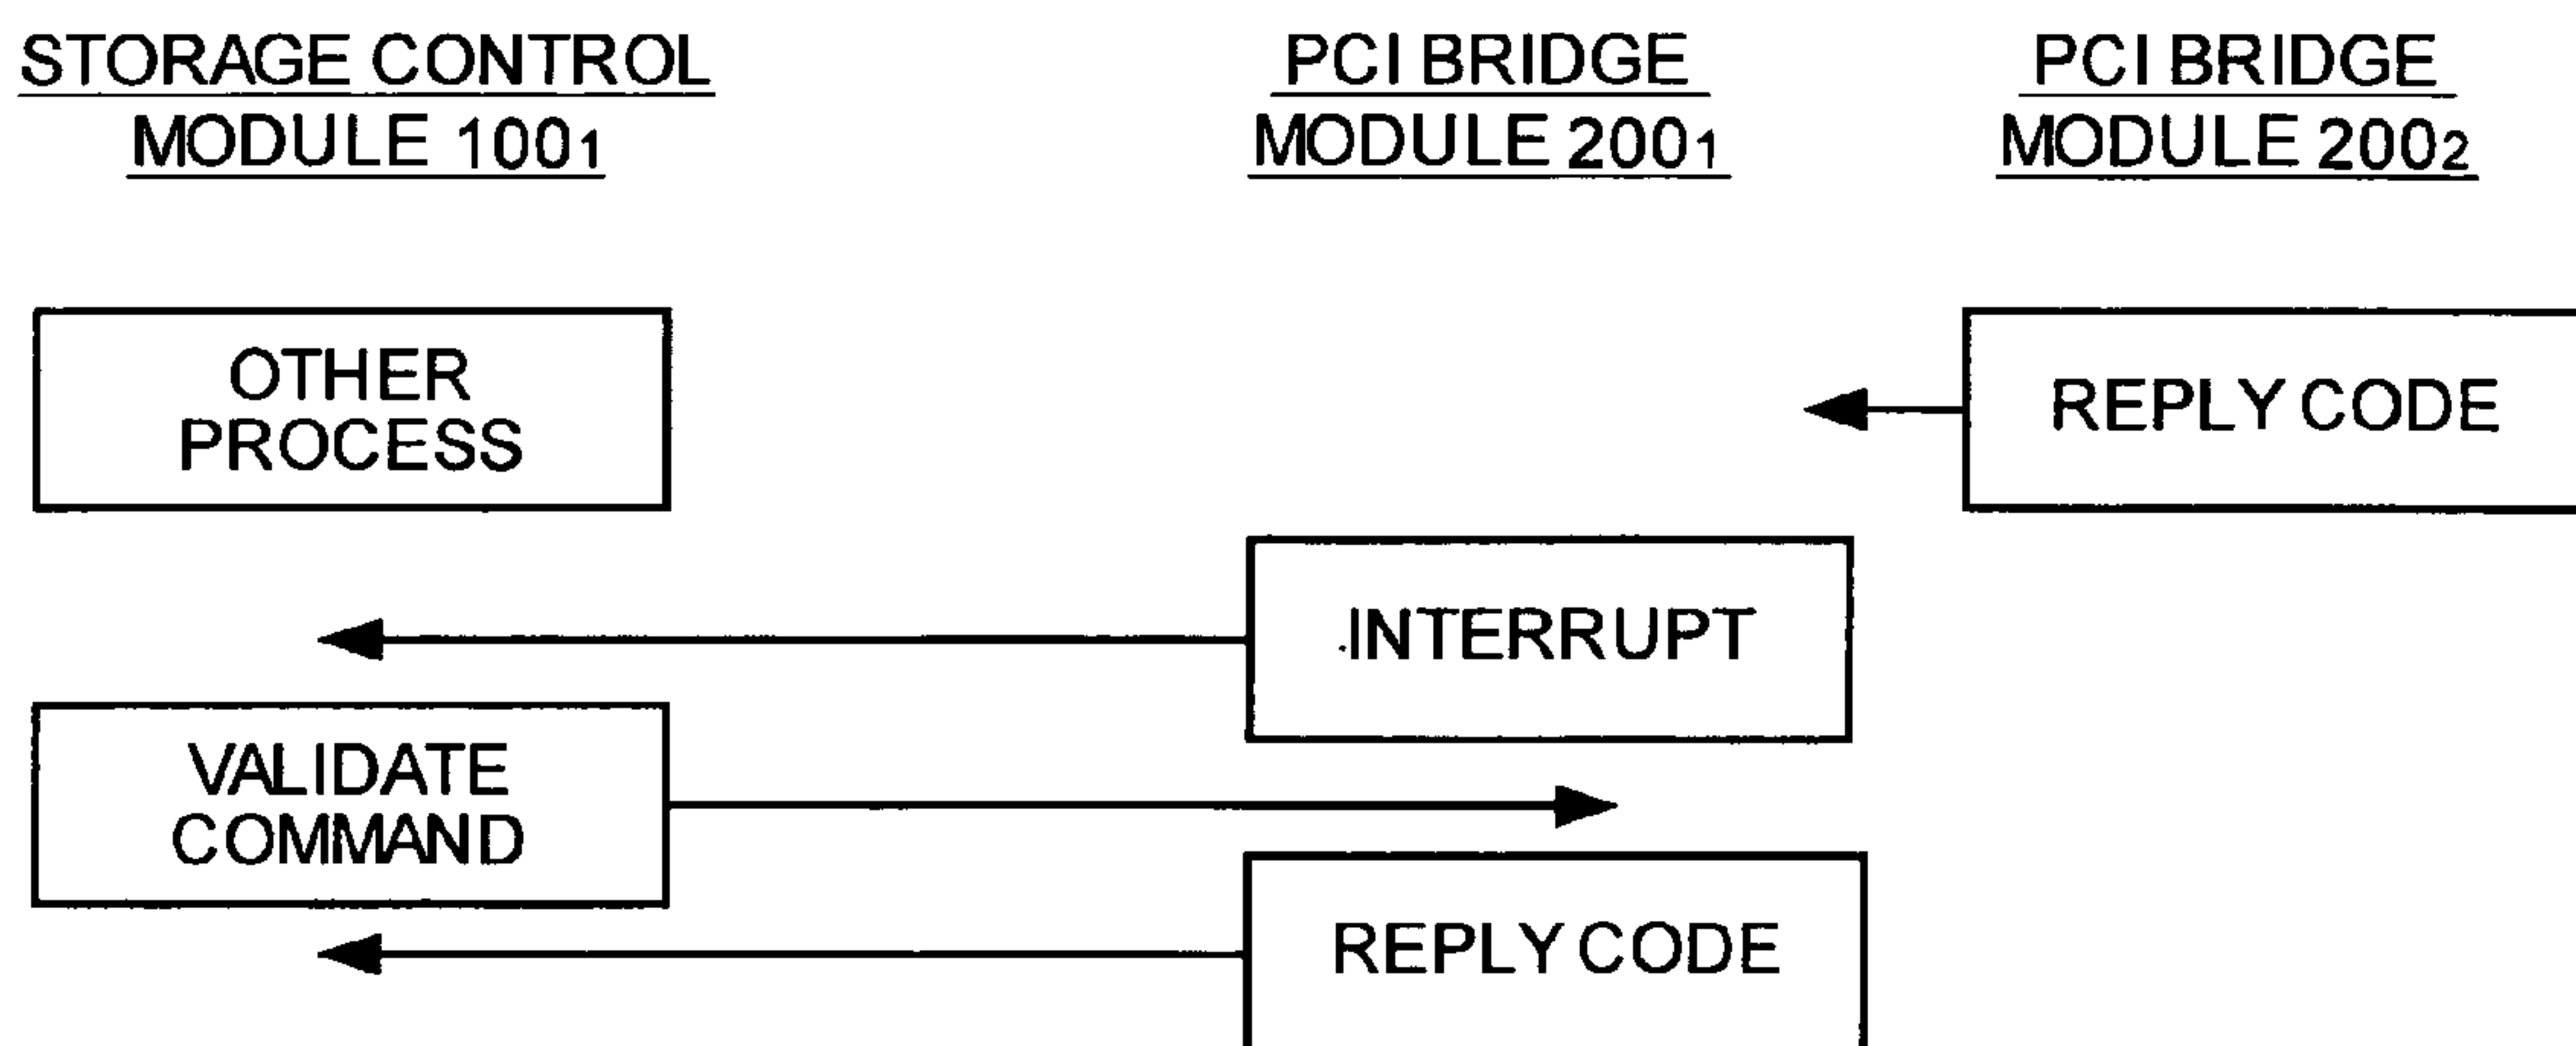 STORAGE CONTROL
MODULE 100₁
PCI BRIDGE
MODULE 200₁
PCI BRIDGE
MODULE 200₂
OTHER
PROCESS
REPLY CODE
INTERRUPT
VALIDATE
COMMAND
REPLY CODE